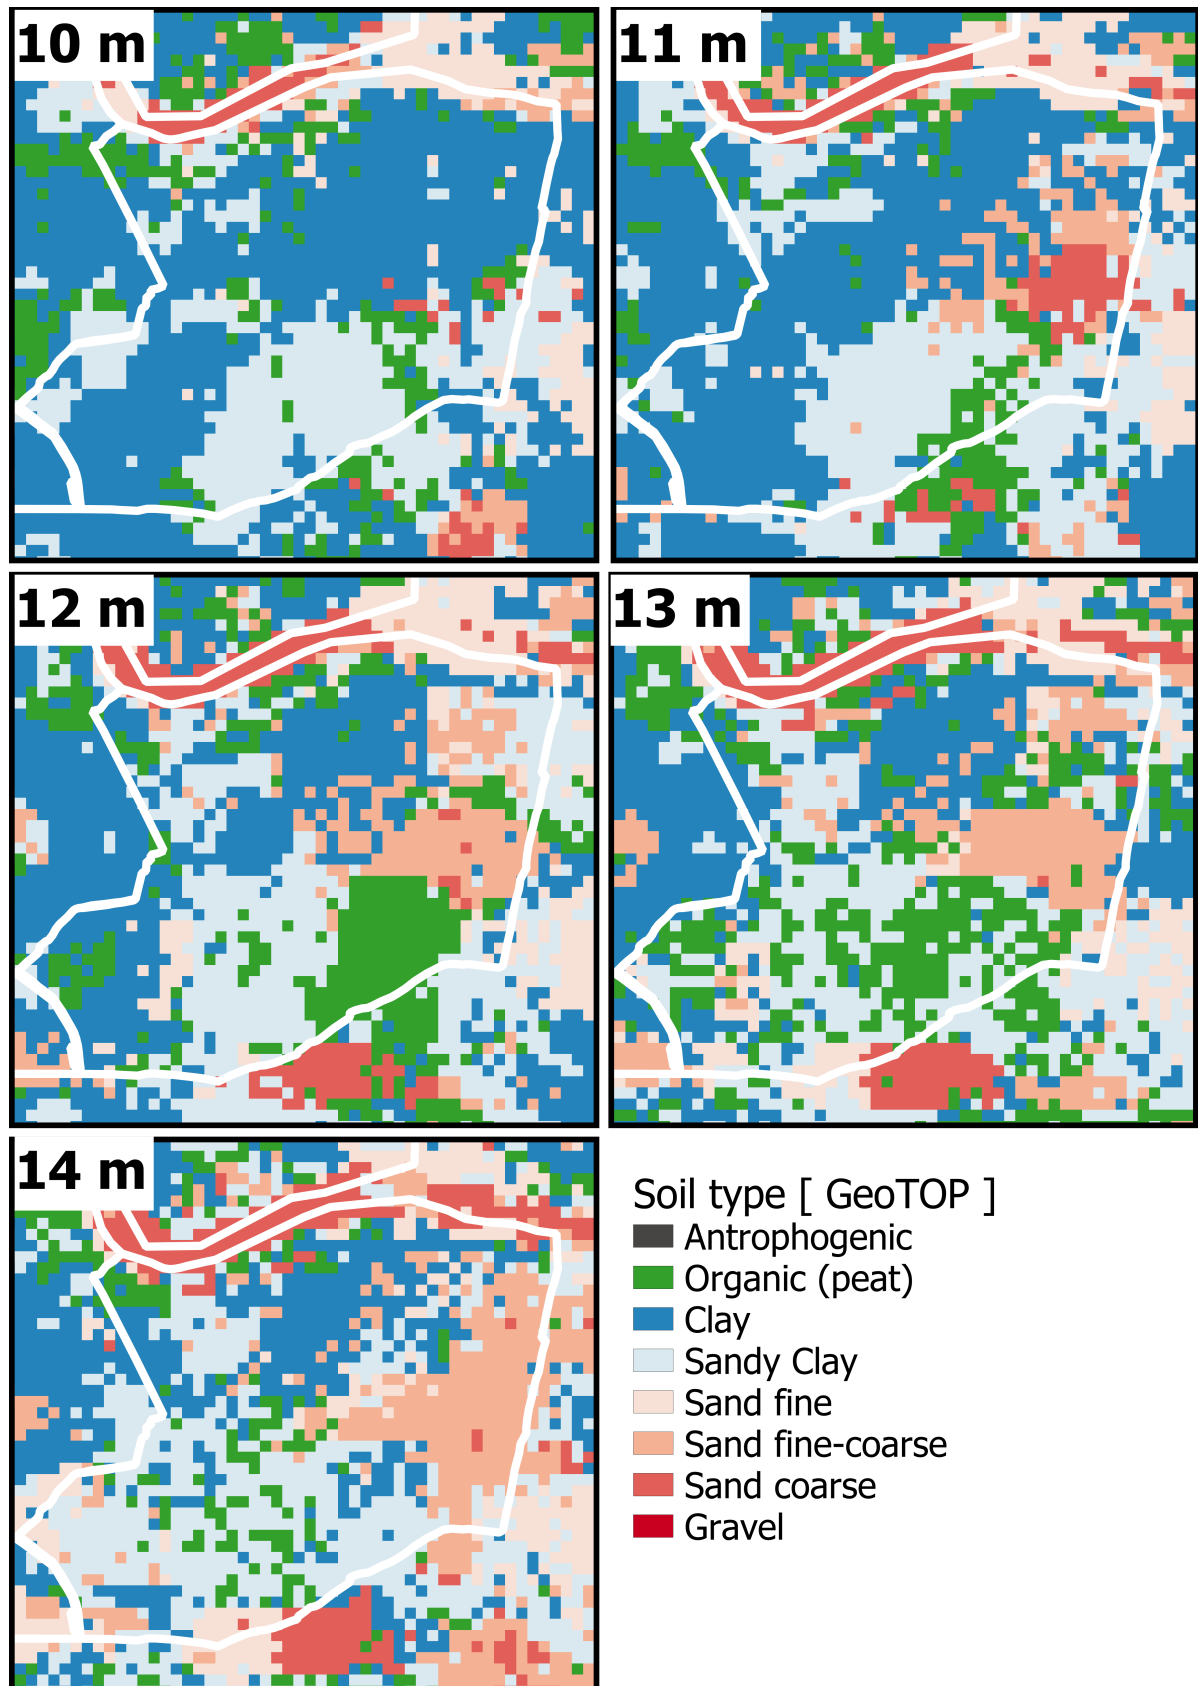 10 m
11 m
12 m
13 m
14 m
Soil type [ GeoTOP ]
Antrophogenic
Organic (peat)
Clay
Sandy Clay
Sand fine
Sand fine-coarse
Sand coarse
Gravel